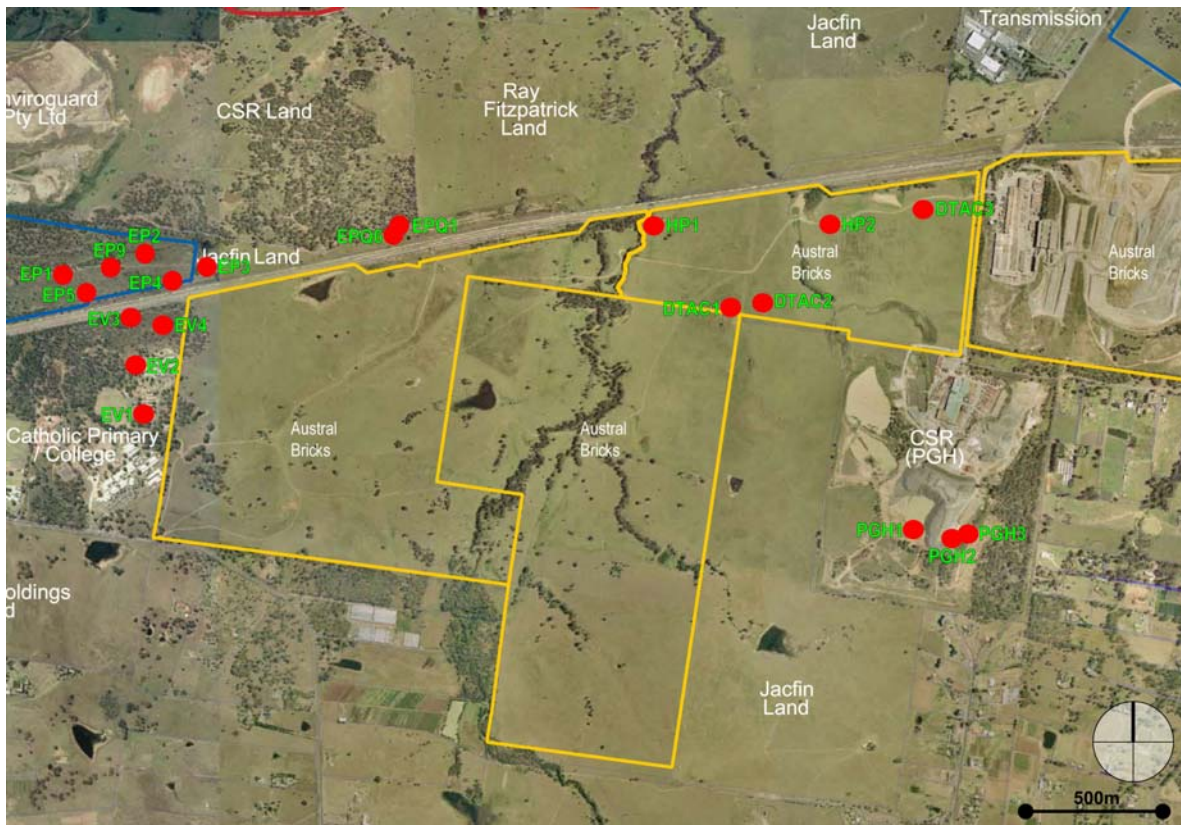 Jacfin
Land
Transmission
nviroguard
Pty Ltd
CSR Land
Ray
Fitzpatrick
Land
EPQ1
EPQ6
HP1
HP2
DTAC3
EP2
EP9
Jacfin Land
EP3
EP1
EP4
EP5
Austral
Bricks
Austral
Bricks
DTAC1
DTAC2
EV3
EV4
EV2
EV1
Catholic Primary
/ College
Austral
Bricks
Austral
Bricks
CSR
(PGH)
PGH1
PGH2
PGH3
oldings
d
Jacfin
Land
500m